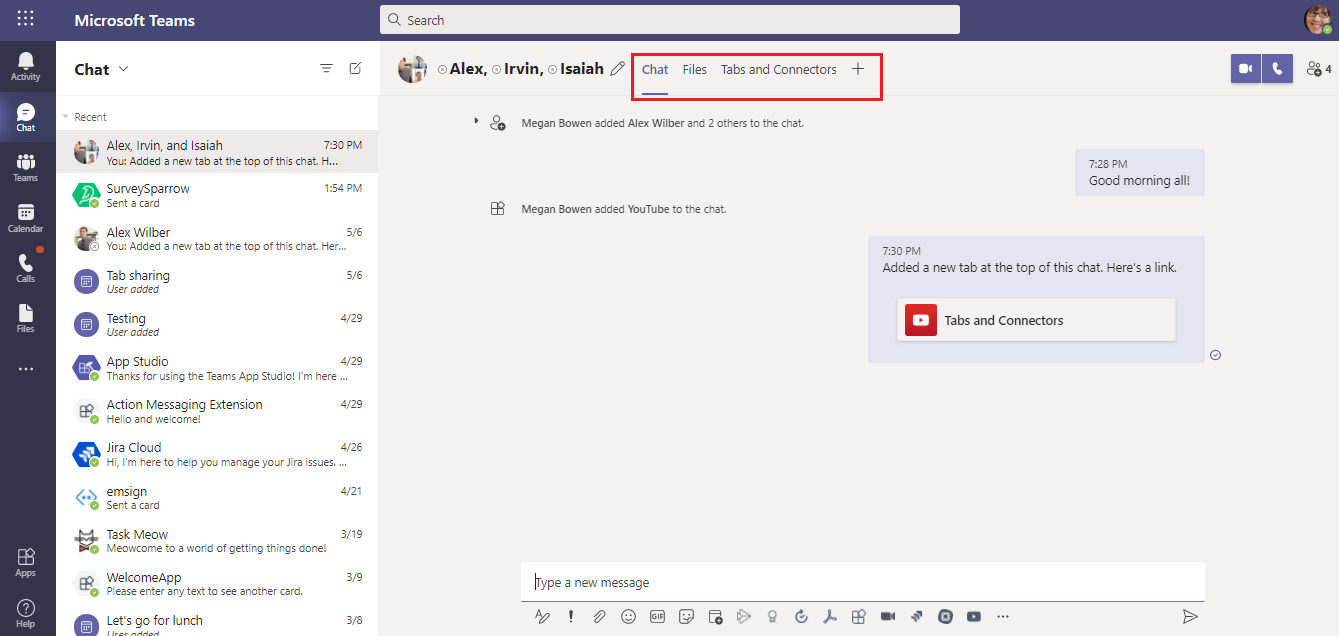 Microsoft Teams
Search
Activity
Chat
Teams
Calendar
Calls
Files
Apps
Help
Chat
Recent
Alex, Irvin, and Isaiah 7:30 PM
You: Added a new tab at the top of this chat. H...
SurveySparrow 1:54 PM
Sent a card
Alex Wilber 5/6
You: Added a new tab at the top of this chat. Her...
Tab sharing 5/6
User added
Testing 4/29
User added
App Studio 4/29
Thanks for using the Teams App Studio! I'm here ...
Action Messaging Extension 4/29
Hello and welcome!
Jira Cloud 4/26
Hi, I'm here to help you manage your Jira issues. ...
emsign 4/21
Sent a card
Task Meow 3/19
Meowcome to a world of getting things done!
WelcomeApp 3/9
Please enter any text to see another card.
Let's go for lunch 3/8
User added
Alex, Irvin, Isaiah
Chat Files Tabs and Connectors
4
Megan Bowen added Alex Wilber and 2 others to the chat.
7:28 PM
Good morning all!
Megan Bowen added YouTube to the chat.
7:30 PM
Added a new tab at the top of this chat. Here's a link.
Tabs and Connectors
Type a new message
GIF